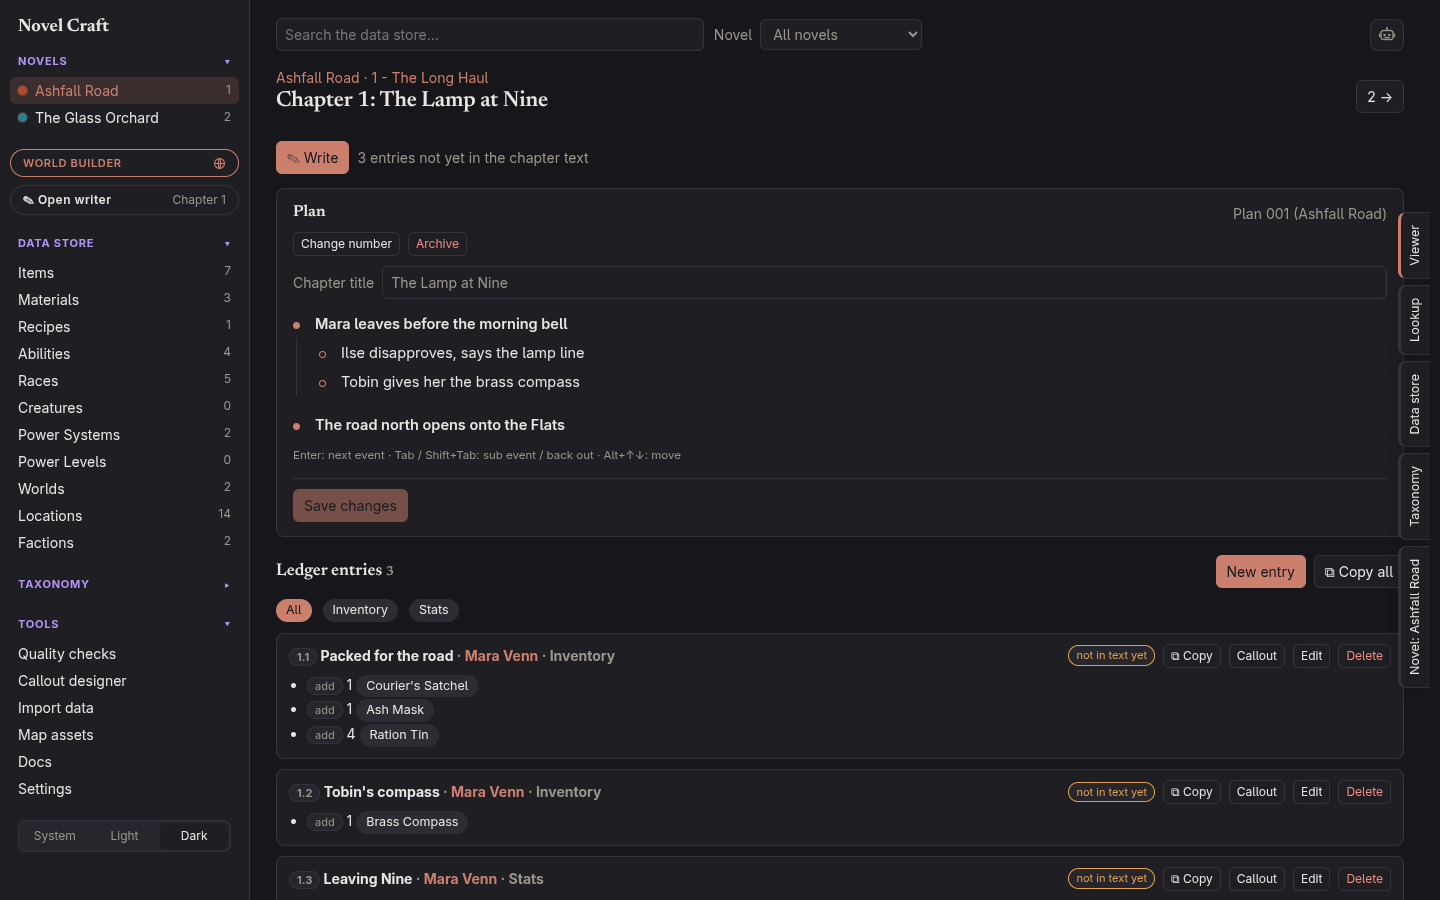 Novel Craft
NOVELS
Ashfall Road 1
The Glass Orchard 2
WORLD BUILDER
✎ Open writer Chapter 1
DATA STORE
Items 7
Materials 3
Recipes 1
Abilities 4
Races 5
Creatures 0
Power Systems 2
Power Levels 0
Worlds 2
Locations 14
Factions 2
TAXONOMY
TOOLS
Quality checks
Callout designer
Import data
Map assets
Docs
Settings
System Light Dark
Search the data store... Novel All novels
Ashfall Road · 1 - The Long Haul
Chapter 1: The Lamp at Nine
2 →
✎ Write 3 entries not yet in the chapter text
Plan Plan 001 (Ashfall Road)
Change number Archive
Chapter title The Lamp at Nine
Mara leaves before the morning bell
Ilse disapproves, says the lamp line
Tobin gives her the brass compass
The road north opens onto the Flats
Enter: next event · Tab / Shift+Tab: sub event / back out · Alt+↑↓: move
Save changes
Ledger entries 3 New entry ⧉ Copy all
All Inventory Stats
1.1 Packed for the road · Mara Venn · Inventory not in text yet ⧉ Copy Callout Edit Delete
• add 1 Courier's Satchel
• add 1 Ash Mask
• add 4 Ration Tin
1.2 Tobin's compass · Mara Venn · Inventory not in text yet ⧉ Copy Callout Edit Delete
• add 1 Brass Compass
1.3 Leaving Nine · Mara Venn · Stats not in text yet ⧉ Copy Callout Edit Delete
Viewer
Lookup
Data store
Taxonomy
Novel: Ashfall Road